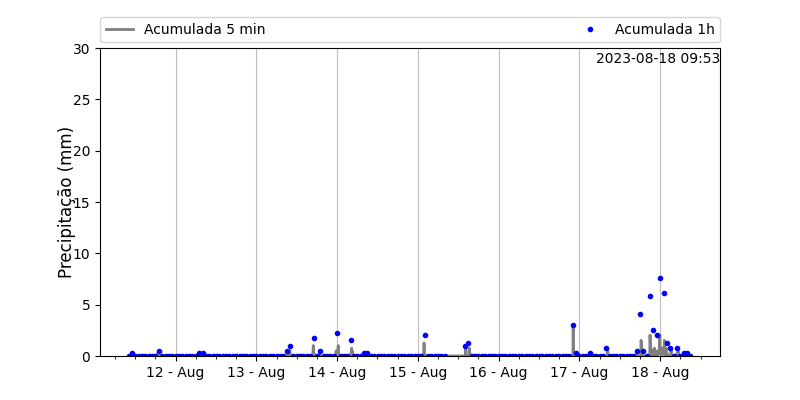 Acumulada 5 min
Acumulada 1h
2023-08-18 09:53
Precipitação (mm)
30
25
20
15
10
5
0
12 - Aug
13 - Aug
14 - Aug
15 - Aug
16 - Aug
17 - Aug
18 - Aug